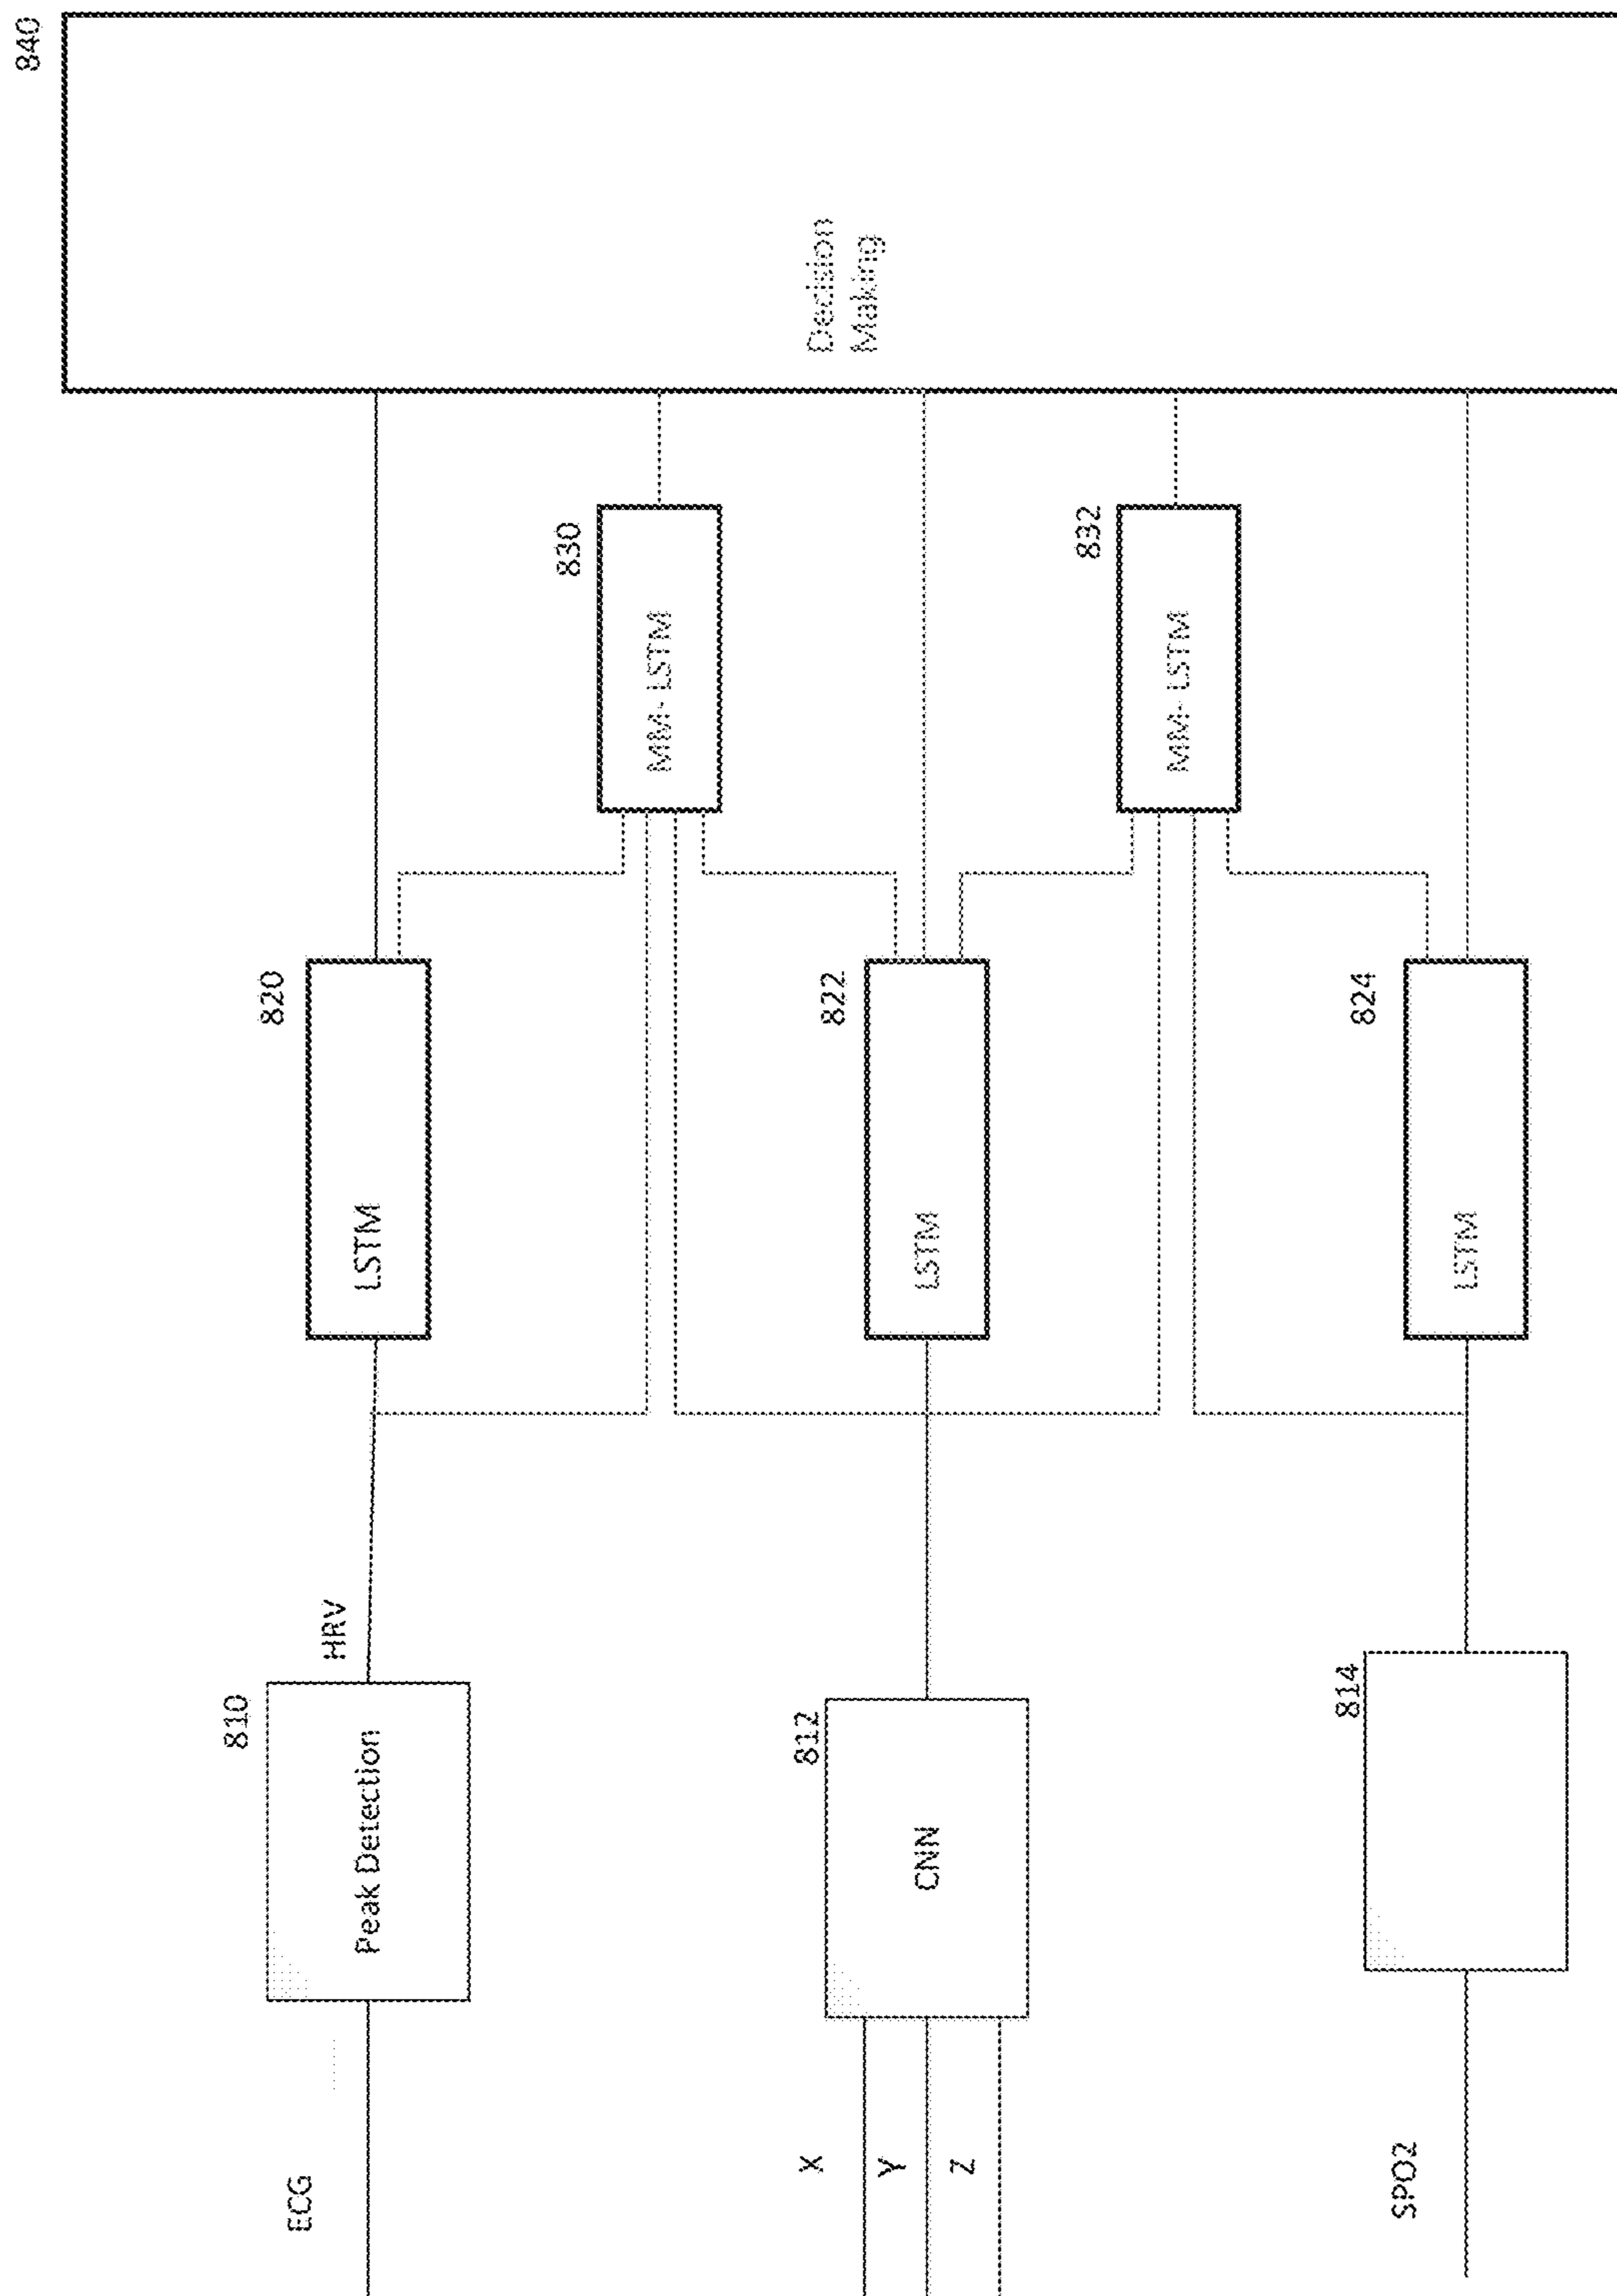 840
Decision
Making
830
MM- LSTM
832
MM- LSTM
820
LSTM
822
LSTM
824
LSTM
HRV
810
Peak Detection
812
CNN
814
ECG
X
Y
Z
SPO2